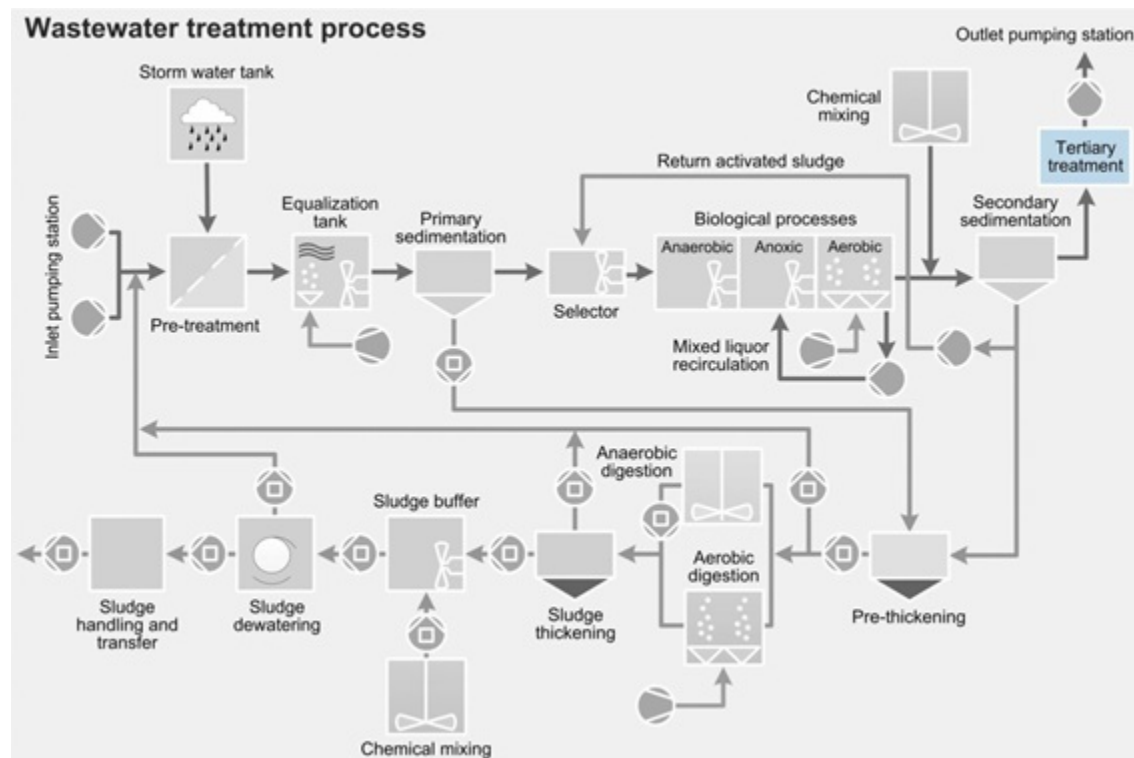 Wastewater treatment process
Outlet pumping station
Storm water tank
Chemical
mixing
Tertiary
treatment
Return activated sludge
Equalization
tank
Primary
sedimentation
Biological processes
Secondary
sedimentation
Anaerobic
Anoxic
Aerobic
Inlet pumping station
Pre-treatment
Selector
Mixed liquor
recirculation
Anaerobic
digestion
Sludge buffer
Aerobic
digestion
Sludge
handling and
transfer
Sludge
dewatering
Sludge
thickening
Pre-thickening
Chemical mixing